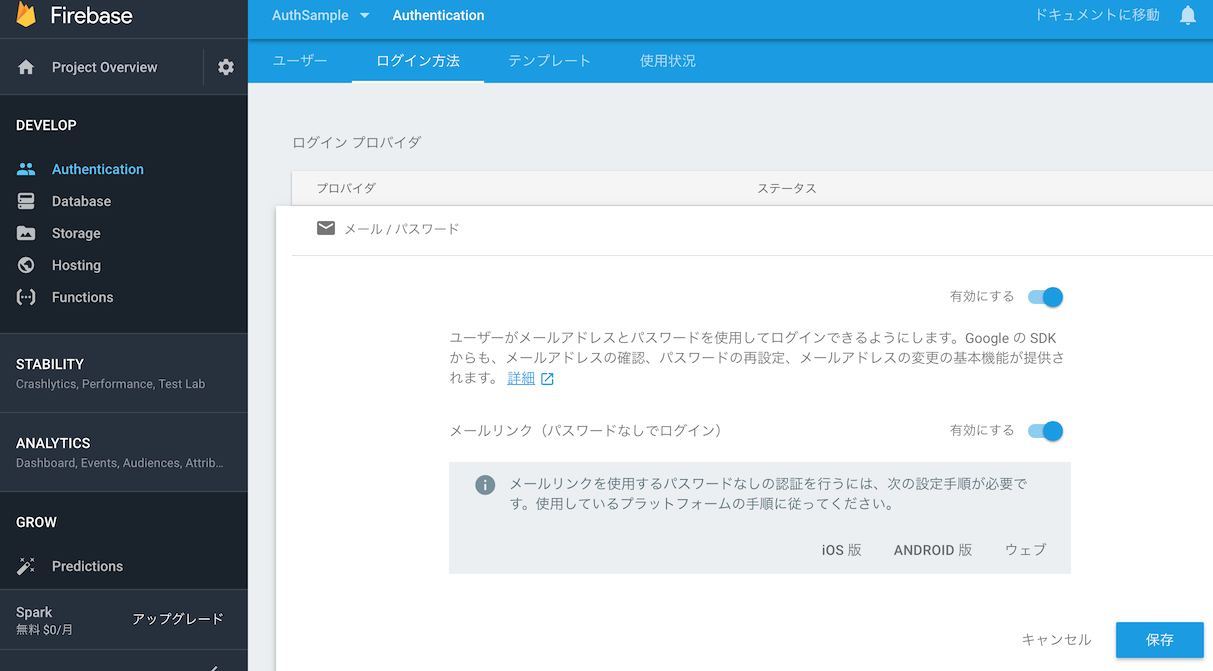 Firebase
Project Overview
DEVELOP
Authentication
Database
Storage
Hosting
Functions
STABILITY
Crashlytics, Performance, Test Lab
ANALYTICS
Dashboard, Events, Audiences, Attrib...
GROW
Predictions
Spark
無料 $0/月
アップグレード
AuthSample
Authentication
ドキュメントに移動
ユーザー
ログイン方法
テンプレート
使用状況
ログイン プロバイダ
プロバイダ
ステータス
メール / パスワード
有効にする
ユーザーがメールアドレスとパスワードを使用してログインできるようにします。Google の SDK
からも、メールアドレスの確認、パスワードの再設定、メールアドレスの変更の基本機能が提供さ
れます。 詳細
メールリンク（パスワードなしでログイン）
有効にする
メールリンクを使用するパスワードなしの認証を行うには、次の設定手順が必要で
す。使用しているプラットフォームの手順に従ってください。
iOS 版
ANDROID 版
ウェブ
キャンセル
保存